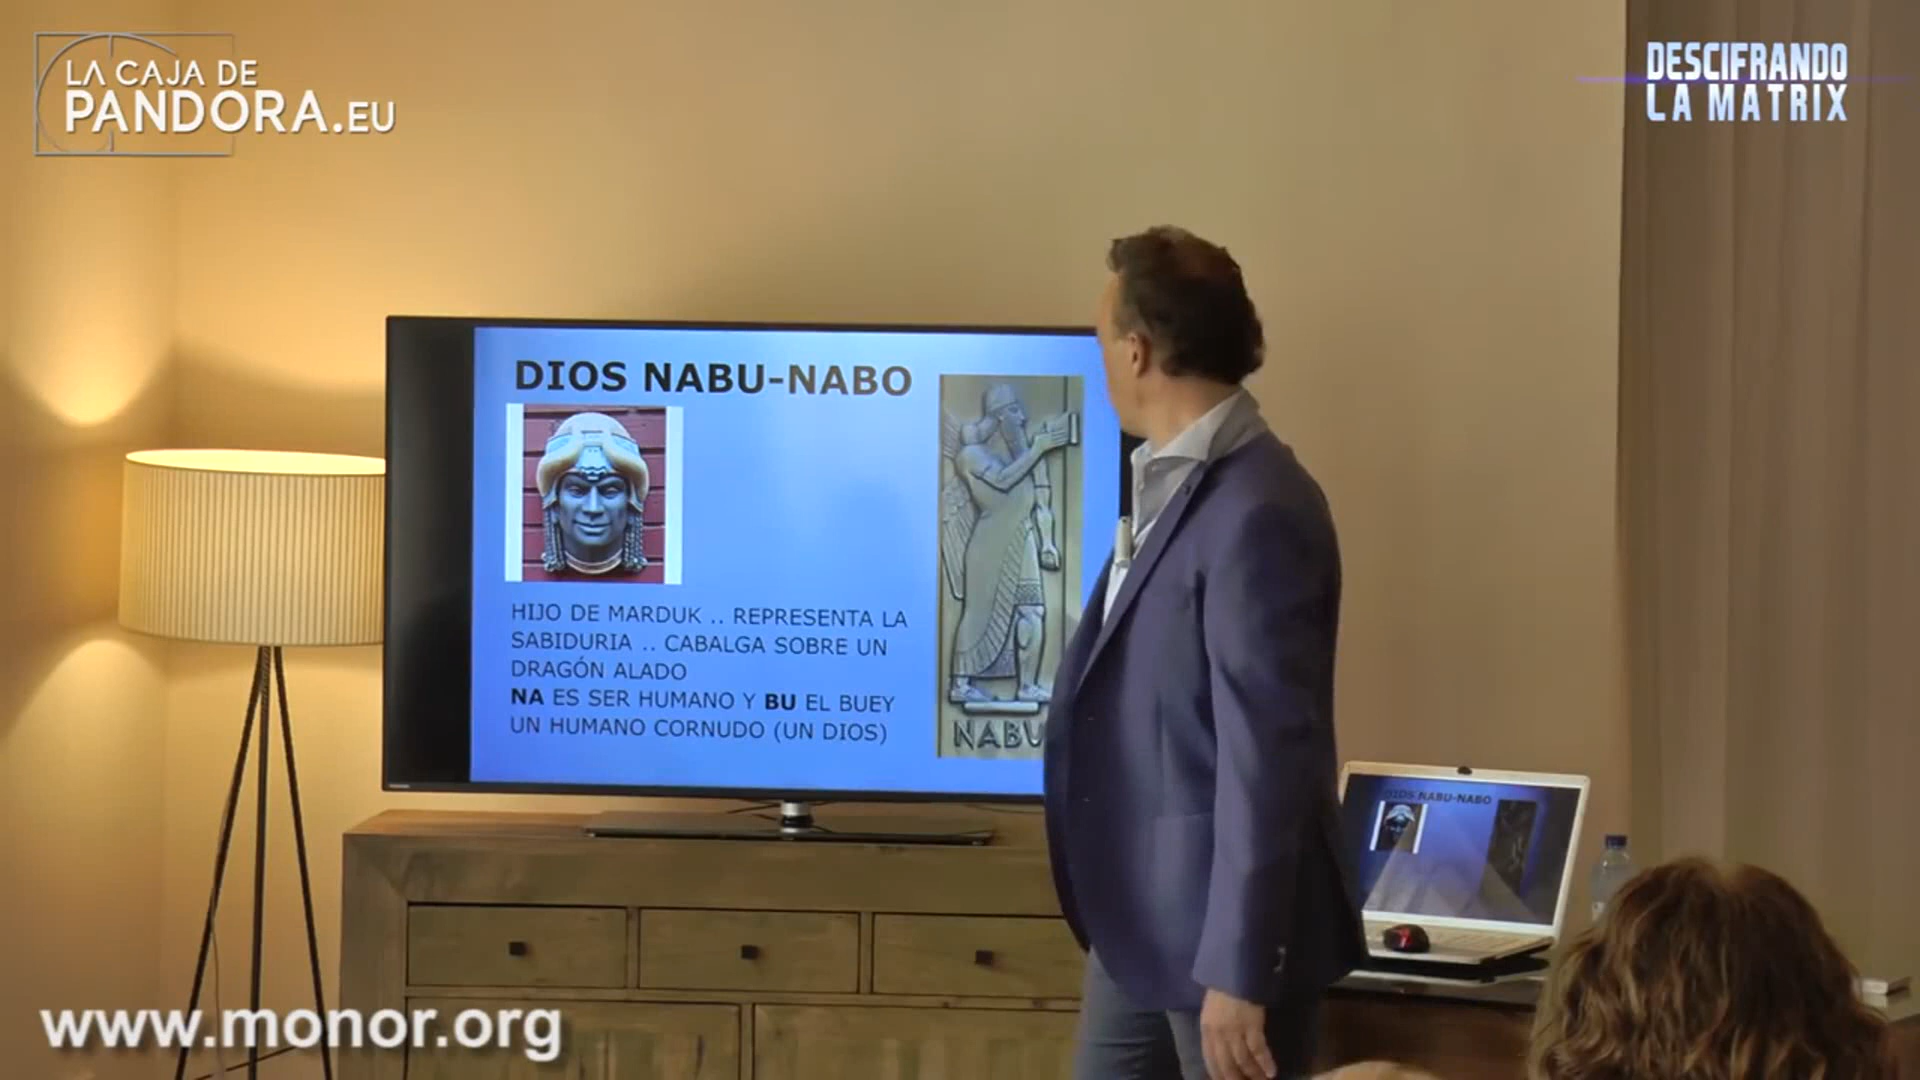 LA CAJA DE
PANDORA.EU
DESCIFRANDO
LA MATRIX
DIOS NABU-NABO
HIJO DE MARDUK .. REPRESENTA LA
SABIDURIA .. CABALGA SOBRE UN
DRAGÓN ALADO
NA ES SER HUMANO Y BU EL BUEY
UN HUMANO CORNUDO (UN DIOS)
NABU
DIOS NABU-NABO
www.monor.org